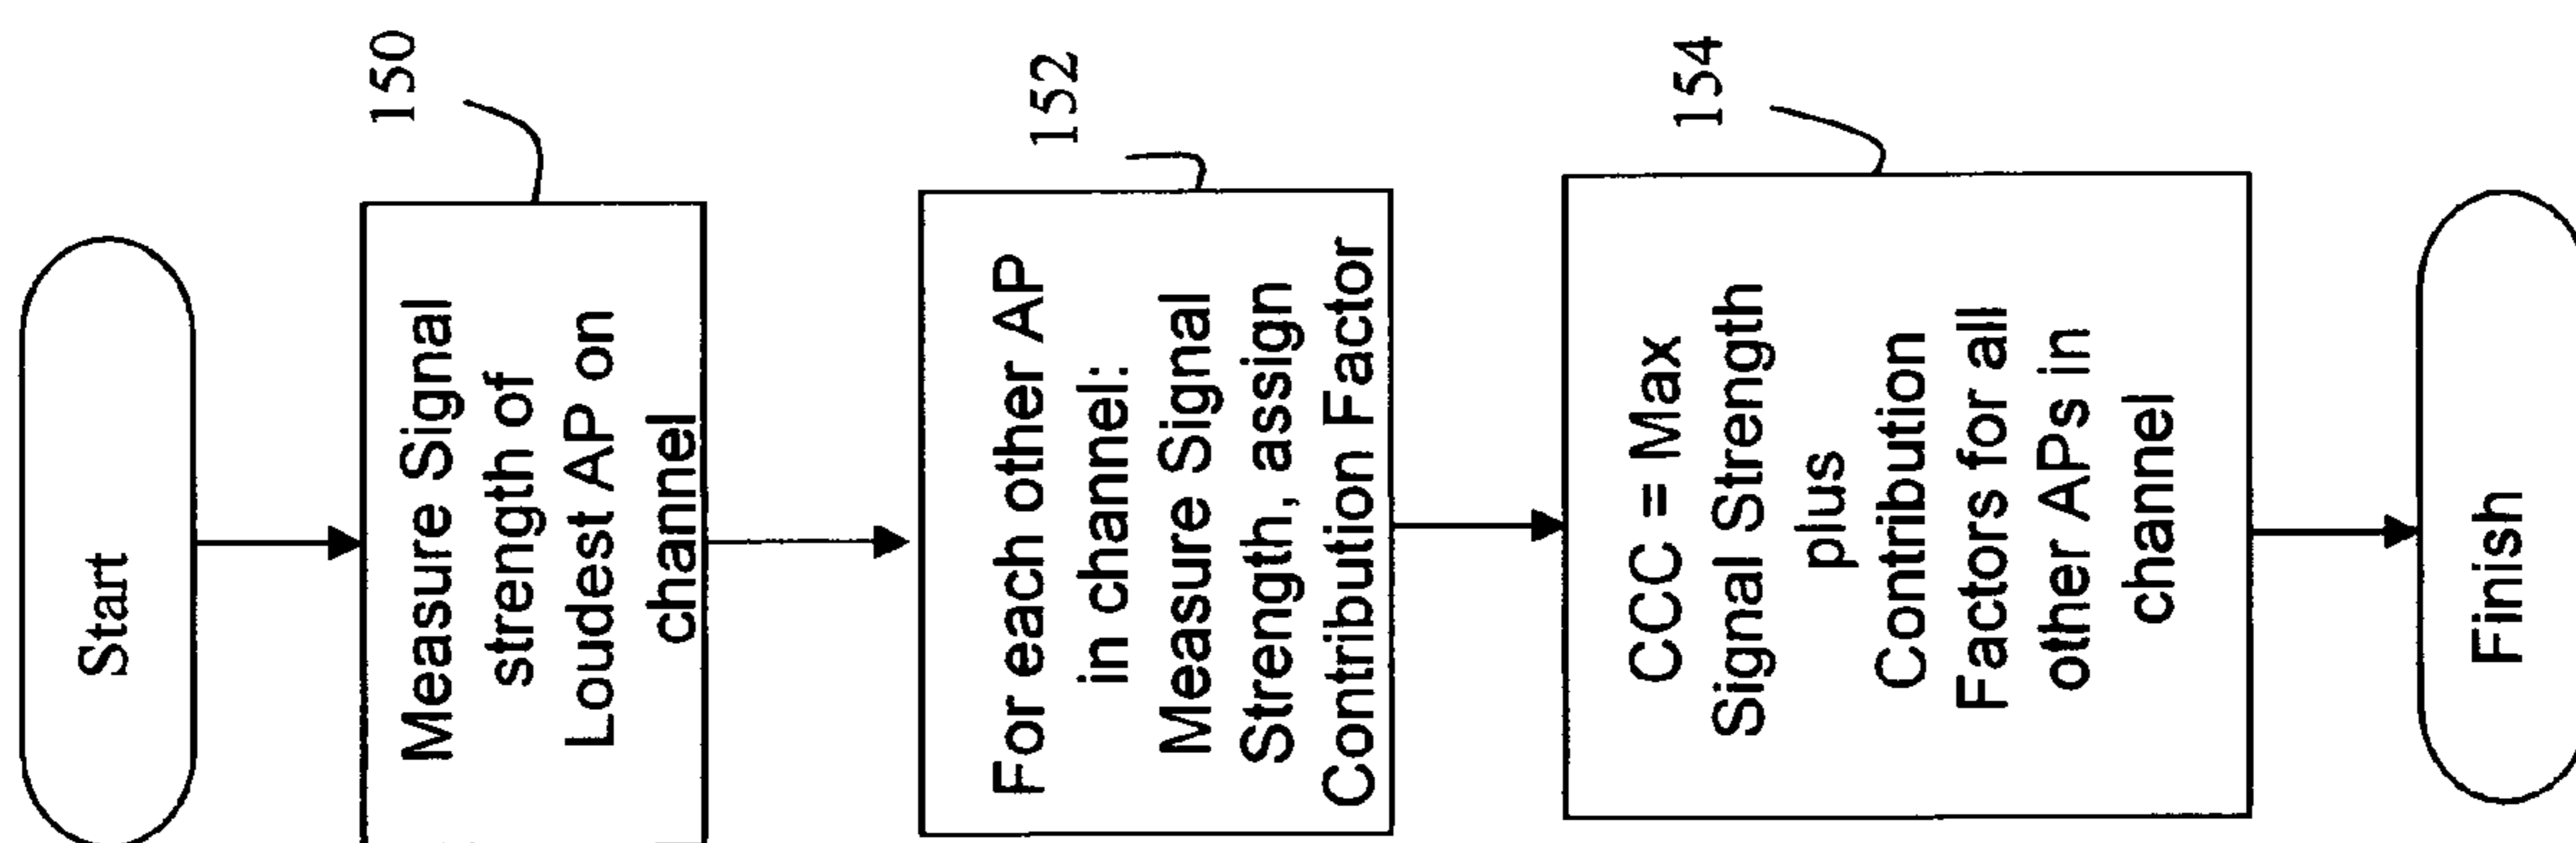 Start
150
Measure Signal
strength of
Loudest AP on
channel
152
For each other AP
in channel:
Measure Signal
Strength, assign
Contribution Factor
154
CCC = Max
Signal Strength
plus
Contribution
Factors for all
other APs in
channel
Finish